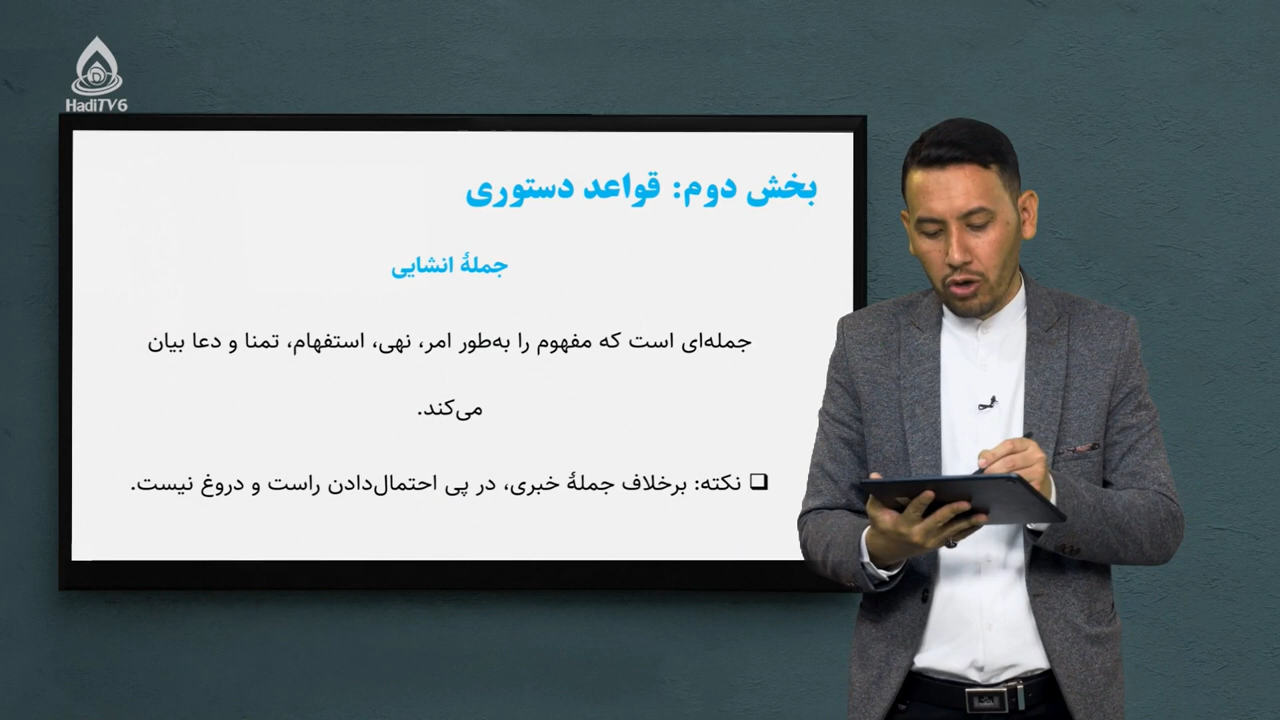 HadiTV6
بخش دوم: قواعد دستوری
جملهٔ انشایی
جمله‌ای است که مفهوم را به‌طور امر، نهی، استفهام، تمنا و دعا بیان
می‌کند.
❑ نکته: برخلاف جملهٔ خبری، در پی احتمال‌دادن راست و دروغ نیست.